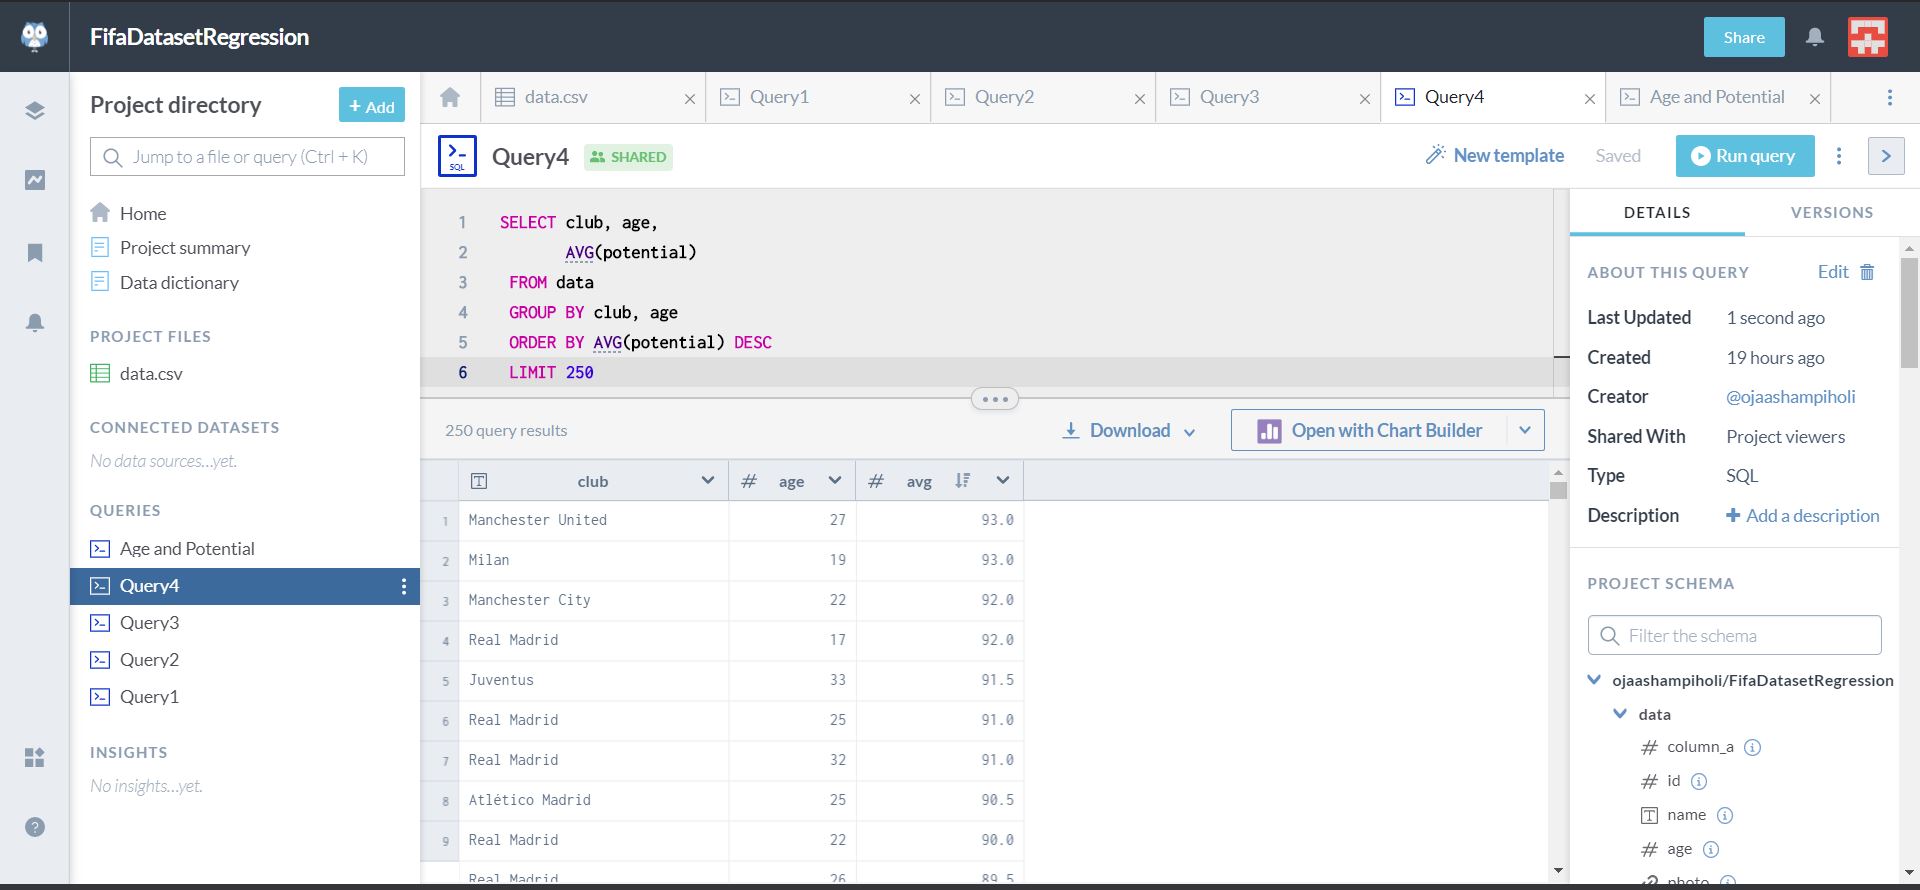 FifaDatasetRegression
Share
Project directory
+ Add
Jump to a file or query (Ctrl + K)
Home
Project summary
Data dictionary
PROJECT FILES
data.csv
CONNECTED DATASETS
No data sources...yet.
QUERIES
Age and Potential
Query4
Query3
Query2
Query1
INSIGHTS
No insights...yet.
data.csv
Query1
Query2
Query3
Query4
Age and Potential
SQL
Query4
SHARED
New template
Saved
Run query
1 SELECT club, age,
2 AVG(potential)
3 FROM data
4 GROUP BY club, age
5 ORDER BY AVG(potential) DESC
6 LIMIT 250
250 query results
Download
Open with Chart Builder
T club # age # avg
1 Manchester United 27 93.0
2 Milan 19 93.0
3 Manchester City 22 92.0
4 Real Madrid 17 92.0
5 Juventus 33 91.5
6 Real Madrid 25 91.0
7 Real Madrid 32 91.0
8 Atlético Madrid 25 90.5
9 Real Madrid 22 90.0
Real Madrid 26 89.5
DETAILS
VERSIONS
ABOUT THIS QUERY
Edit
Last Updated 1 second ago
Created 19 hours ago
Creator @ojaashampiholi
Shared With Project viewers
Type SQL
Description + Add a description
PROJECT SCHEMA
Filter the schema
ojaashampiholi/FifaDatasetRegression
data
# column_a
# id
T name
# age
photo